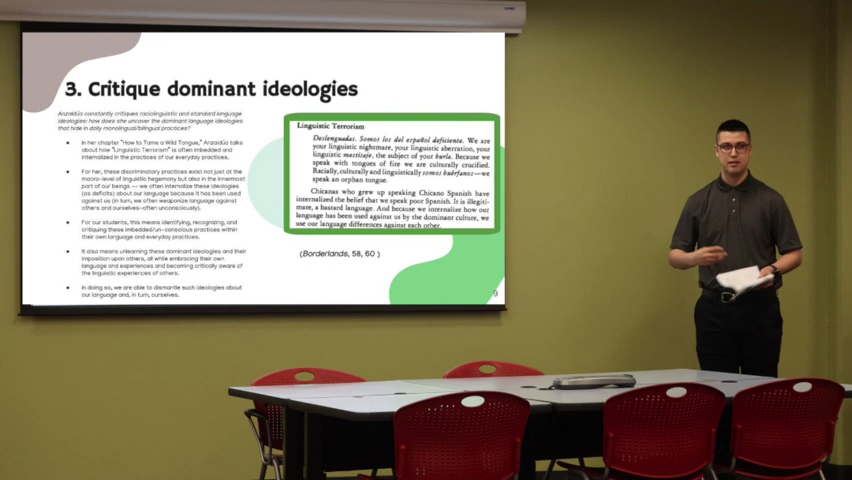 3. Critique dominant ideologies
Anzaldúa constantly critiques raciolinguistic and standard language
ideologies: how does she uncover the dominant language ideologies
that hide in daily monolingual/bilingual practices?
● In her chapter "How to Tame a Wild Tongue," Anzaldúa talks
about how "Linguistic Terrorism" is often imbedded and
internalized in the practices of our everyday practices.
● For her, these discriminatory practices exist not just at the
macro-level of linguistic hegemony but also in the innermost
part of our beings -- we often internalize these ideologies
(as deficits) about our language because it has been used
against us (in turn, we often weaponize language against
others and ourselves-often unconsciously).
● For our students, this means identifying, recognizing, and
critiquing these imbedded/un-conscious practices within
their own language and everyday practices.
● It also means unlearning these dominant ideologies and their
imposition upon others, all while embracing their own
language and experiences and becoming critically aware of
the linguistic experiences of others.
● In doing so, we are able to dismantle such ideologies about
our language and, in turn, ourselves.
Linguistic Terrorism
Deslenguadas. Somos los del español deficiente. We are
your linguistic nightmare, your linguistic aberration, your
linguistic mestisaje, the subject of your burla. Because we
speak with tongues of fire we are culturally crucified.
Racially, culturally and linguistically somos huérfanos—we
speak an orphan tongue.
Chicanas who grew up speaking Chicano Spanish have
internalized the belief that we speak poor Spanish. It is illegiti-
mate, a bastard language. And because we internalize how our
language has been used against us by the dominant culture, we
use our language differences against each other.
(Borderlands, 58, 60 )
9